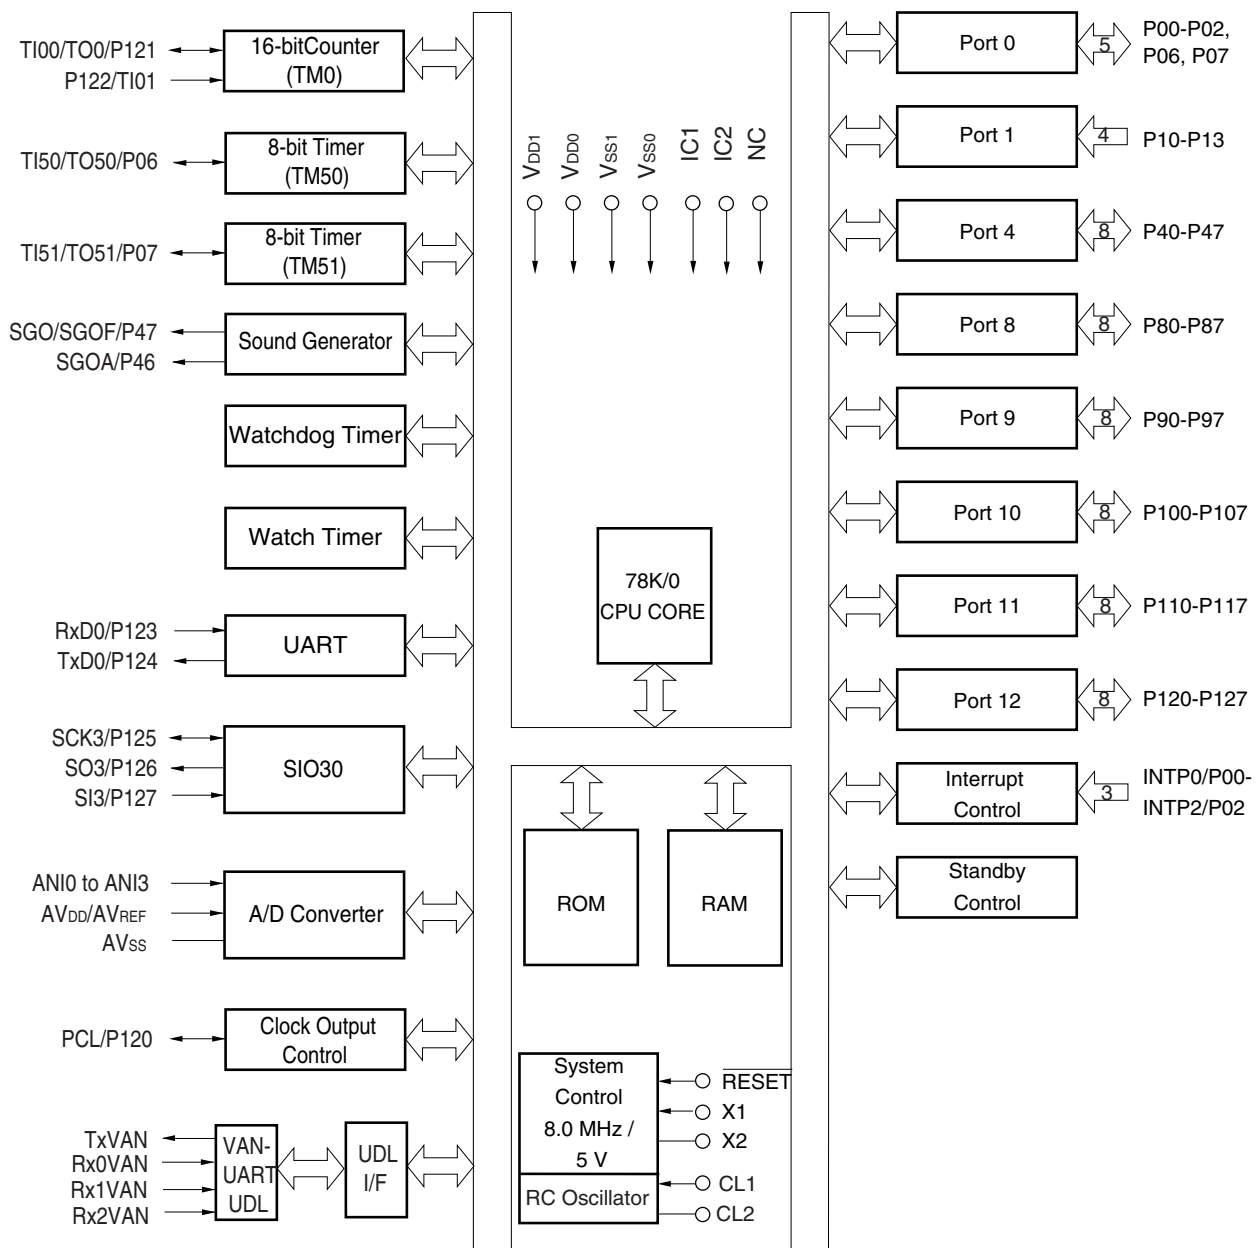 TI00/TO0/P121
P122/TI01
16-bitCounter
(TM0)
TI50/TO50/P06
8-bit Timer
(TM50)
TI51/TO51/P07
8-bit Timer
(TM51)
SGO/SGOF/P47
SGOA/P46
Sound Generator
Watchdog Timer
Watch Timer
RxD0/P123
TxD0/P124
UART
SCK3/P125
SO3/P126
SI3/P127
SIO30
ANI0 to ANI3
AVDD/AVREF
AVSS
A/D Converter
PCL/P120
Clock Output
Control
TxVAN
Rx0VAN
Rx1VAN
Rx2VAN
VAN-
UART
UDL
UDL
I/F
VDD1
VDD0
VSS1
VSS0
IC1
IC2
NC
78K/0
CPU CORE
ROM
RAM
System
Control
8.0 MHz /
5 V
RC Oscillator
RESET
X1
X2
CL1
CL2
Port 0
5
P00-P02,
P06, P07
Port 1
4
P10-P13
Port 4
8
P40-P47
Port 8
8
P80-P87
Port 9
8
P90-P97
Port 10
8
P100-P107
Port 11
8
P110-P117
Port 12
8
P120-P127
Interrupt
Control
3
INTP0/P00-
INTP2/P02
Standby
Control